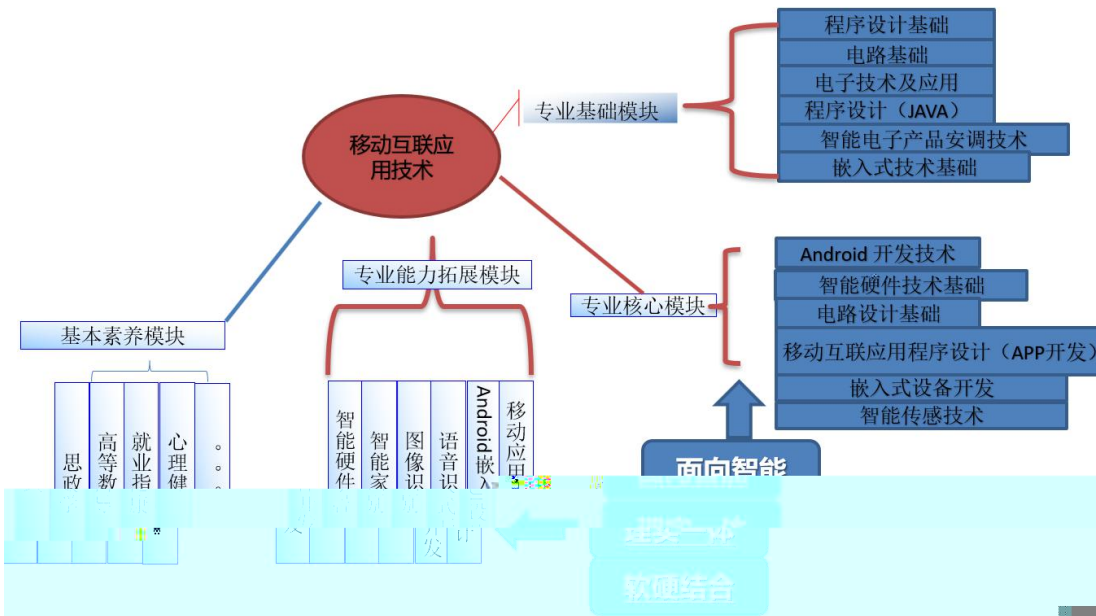 移动互联应
用技术
专业基础模块
程序设计基础
电路基础
电子技术及应用
程序设计（JAVA）
智能电子产品安调技术
嵌入式技术基础
专业核心模块
Android 开发技术
智能硬件技术基础
电路设计基础
移动互联应用程序设计（APP开发）
嵌入式设备开发
智能传感技术
专业能力拓展模块
智能硬件
智能家
图像识
语音识
Android嵌入
移动应用
基本素养模块
思政
高等数
就业指
心理健
。。。
面向智能
理实一体
软硬结合